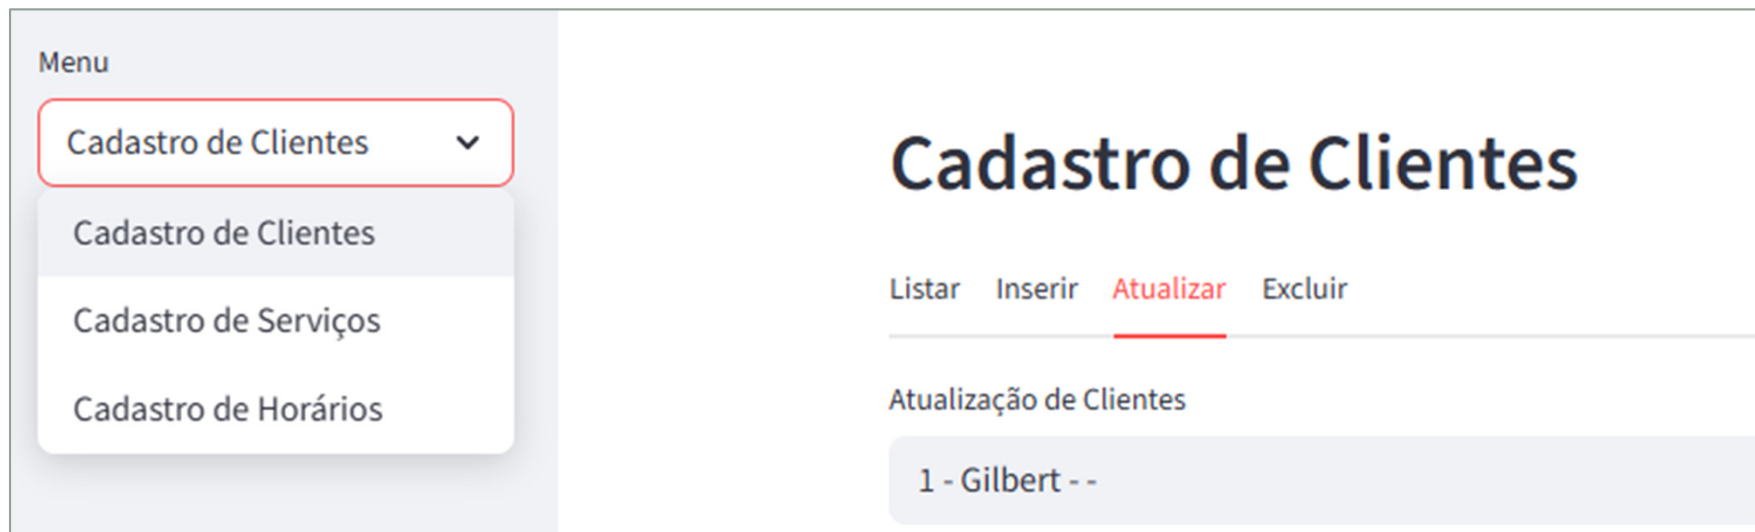 Menu
Cadastro de Clientes
Cadastro de Clientes
Cadastro de Serviços
Cadastro de Horários
Cadastro de Clientes
Listar Inserir Atualizar Excluir
Atualização de Clientes
1 - Gilbert - -